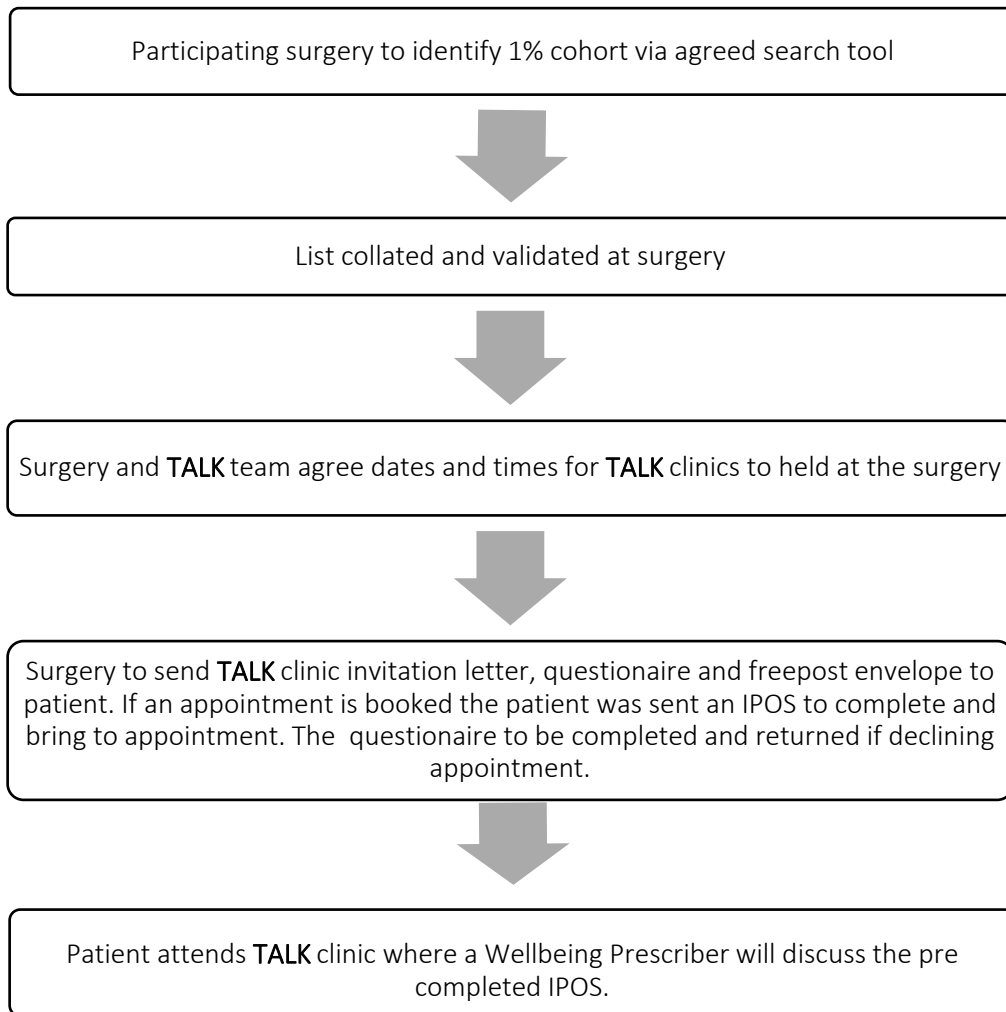 Participating surgery to identify 1% cohort via agreed search tool
List collated and validated at surgery
Surgery and TALK team agree dates and times for TALK clinics to held at the surgery
Surgery to send TALK clinic invitation letter, questionaire and freepost envelope to
patient. If an appointment is booked the patient was sent an IPOS to complete and
bring to appointment. The  questionaire to be completed and returned if declining
appointment.
Patient attends TALK clinic where a Wellbeing Prescriber will discuss the pre
completed IPOS.